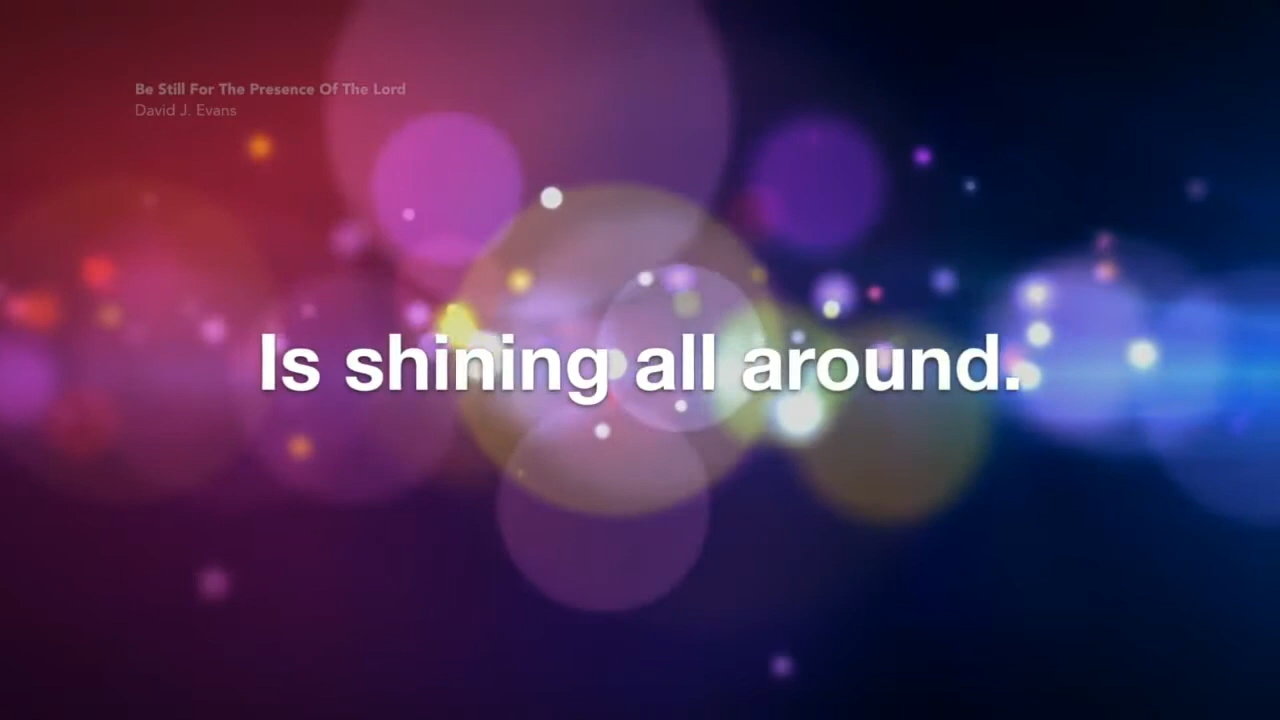 Be Still For The Presence Of The Lord
David J. Evans
Is shining all around.